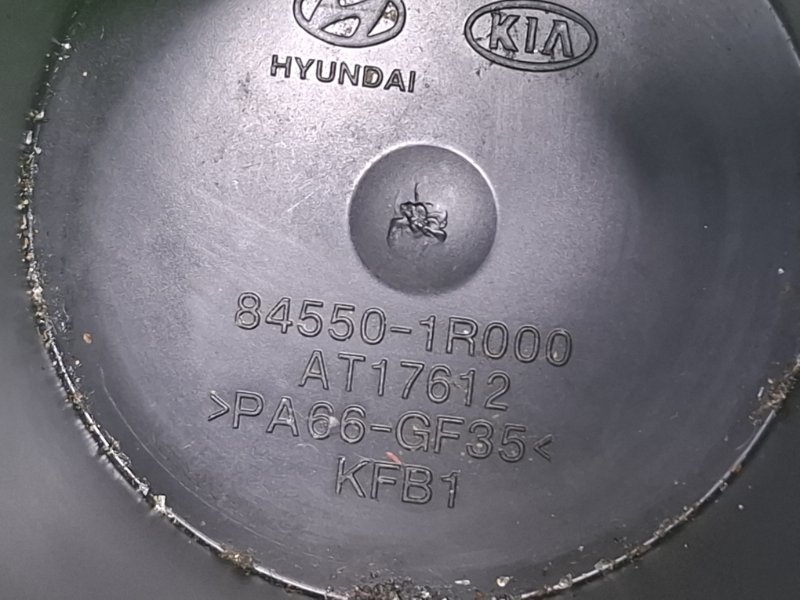 HYUNDAI KIA
84550-1R000
AT17612
>PA66-GF35<
KFB1